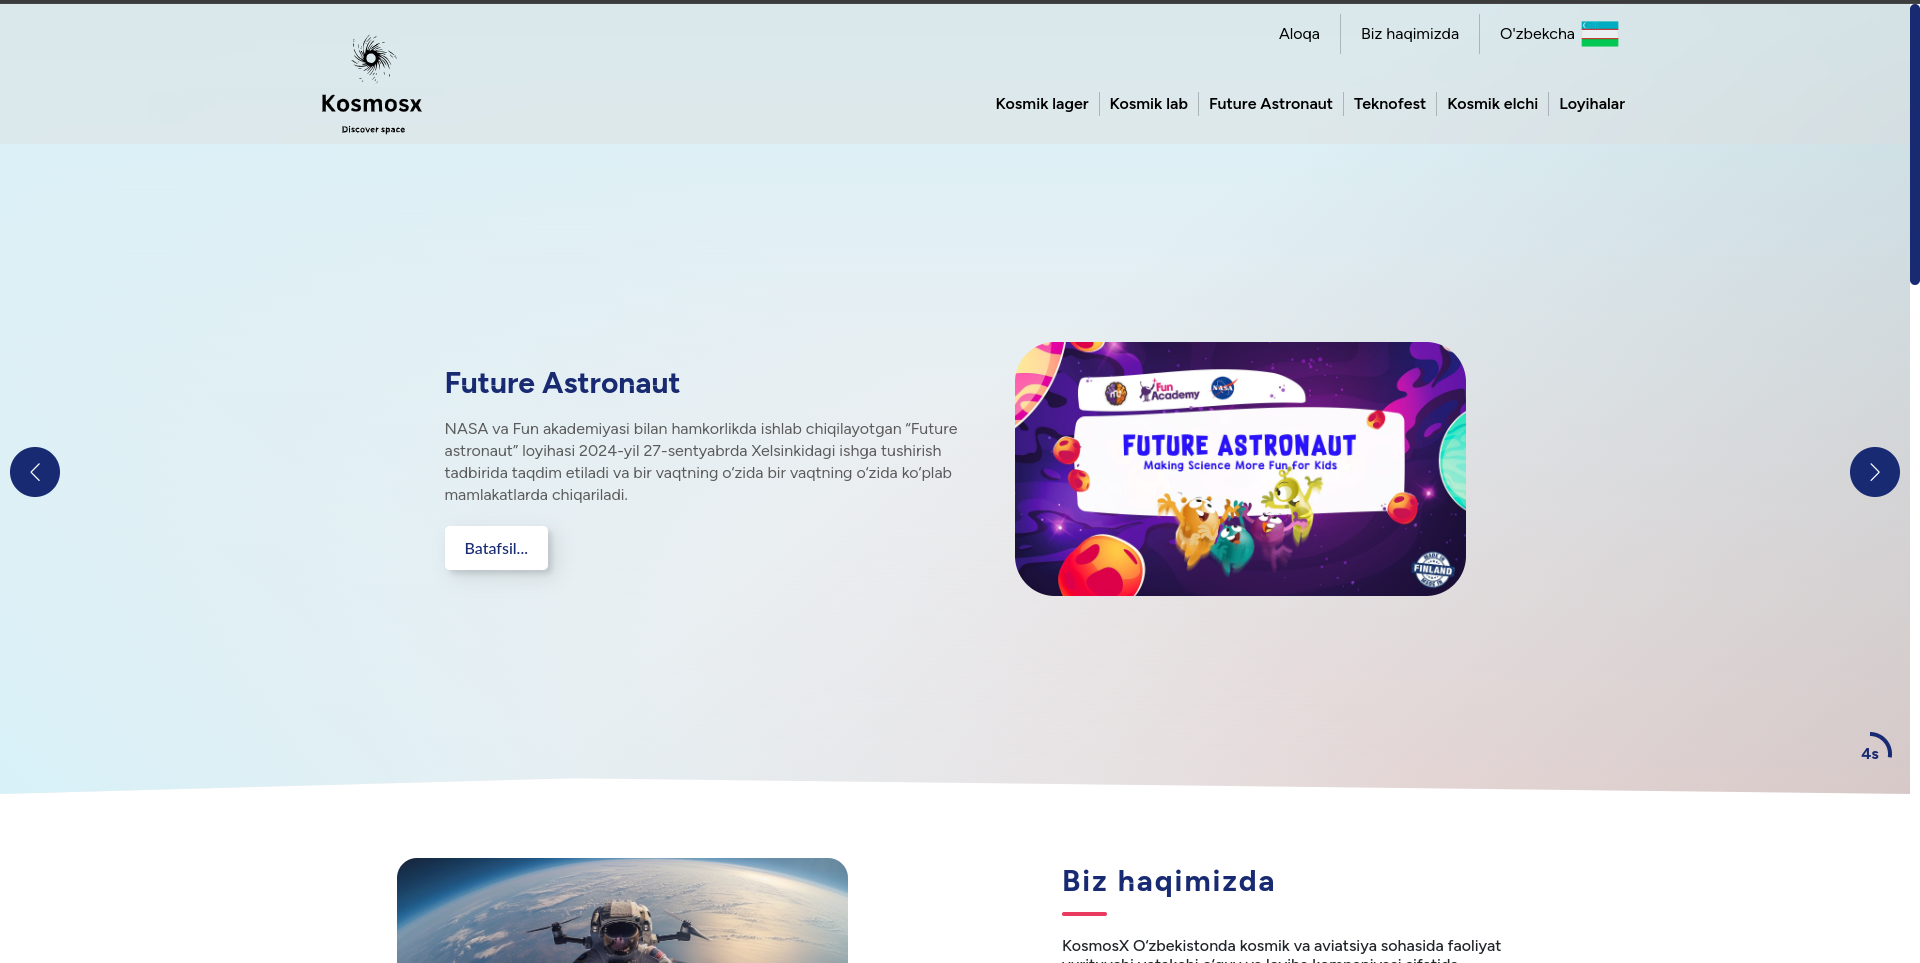 Aloqa
Biz haqimizda
O'zbekcha
Kosmosx
Discover space
Kosmik lager
Kosmik lab
Future Astronaut
Teknofest
Kosmik elchi
Loyihalar
Future Astronaut
NASA va Fun akademiyasi bilan hamkorlikda ishlab chiqilayotgan “Future
astronaut” loyihasi 2024-yil 27-sentyabrda Xelsinkidagi ishga tushirish
tadbirida taqdim etiladi va bir vaqtning o‘zida bir vaqtning o‘zida ko‘plab
mamlakatlarda chiqariladi.
Batafsil...
Fun
Academy
NASA
FUTURE ASTRONAUT
Making Science More Fun for Kids
MADE IN
FINLAND
4s
Biz haqimizda
KosmosX O‘zbekistonda kosmik va aviatsiya sohasida faoliyat